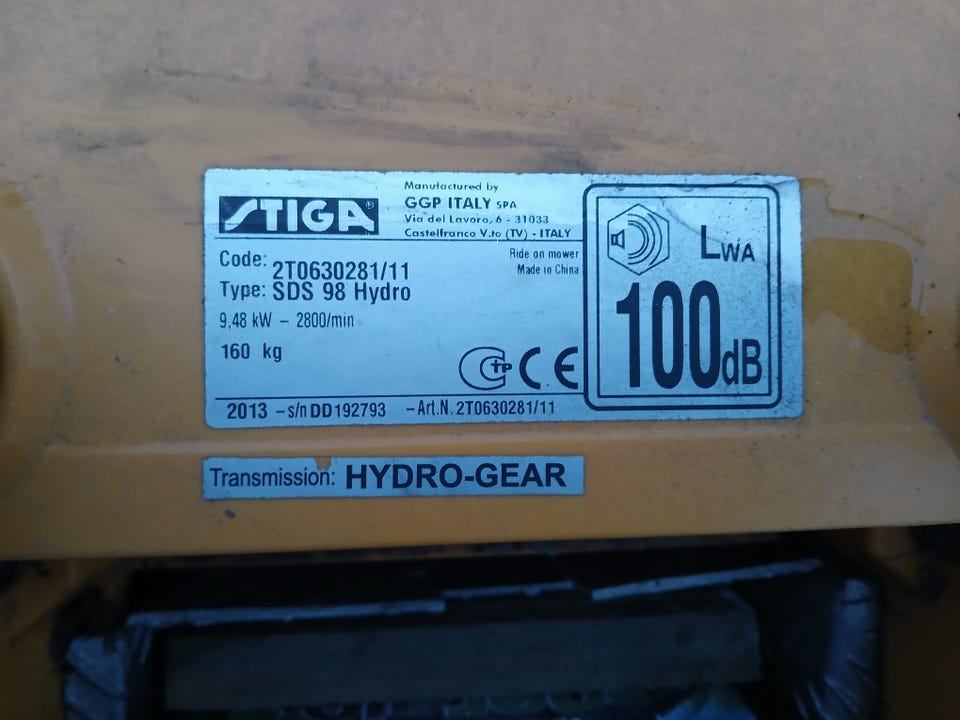 STIGA®
Manufactured by
GGP ITALY SPA
Via del Lavoro, 6 - 31033
Castelfranco V.to (TV) - ITALY
Code: 2T0630281/11
Type: SDS 98 Hydro
Ride on mower
Made in China
9,48 kW – 2800/min
160 kg
CTP CE
2013 – s/n DD192793 – Art.N. 2T0630281/11
LWA
100dB
Transmission: HYDRO-GEAR